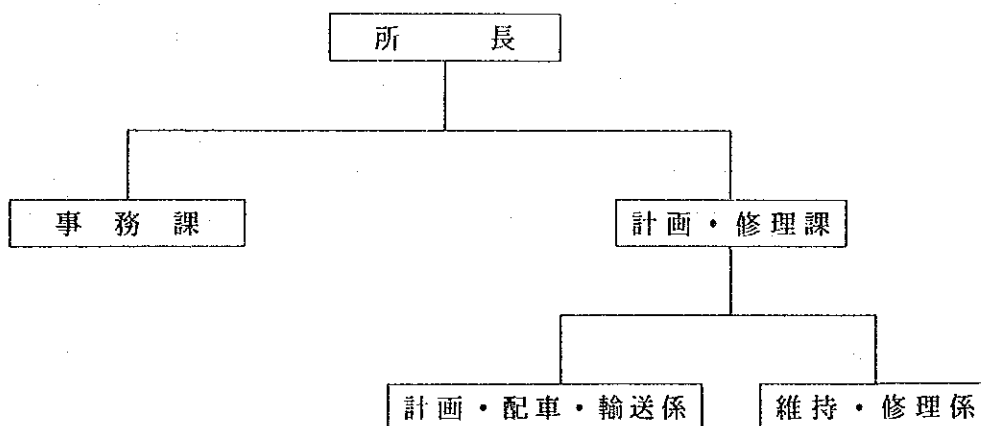 所長
事務課
計画・修理課
計画・配車・輸送係
維持・修理係